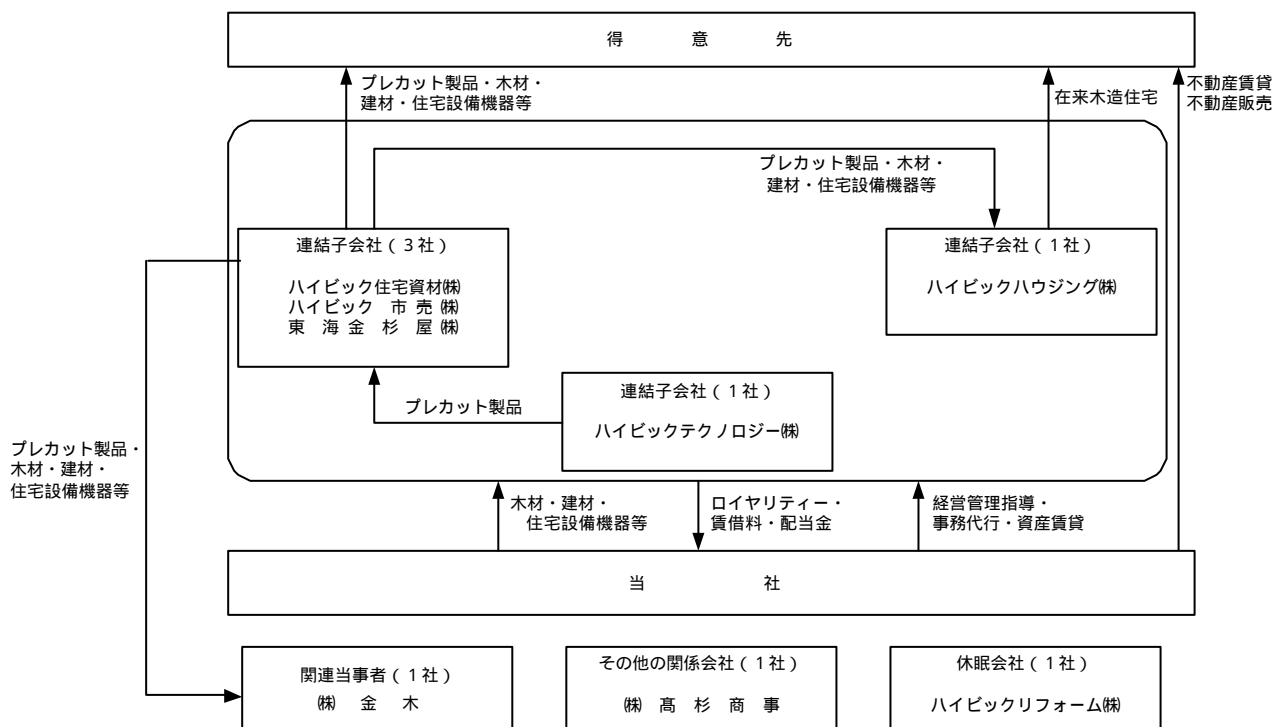 得　意　先
プレカット製品・木材・
建材・住宅設備機器等
在来木造住宅
不動産賃貸
不動産販売
プレカット製品・木材・
建材・住宅設備機器等
連結子会社（３社）
ハイビック住宅資材㈱
ハイビック　市 売 ㈱
東　海 金　杉　屋 ㈱
連結子会社（１社）
ハイビックハウジング㈱
プレカット製品
連結子会社（１社）
ハイビックテクノロジー㈱
プレカット製品・
木材・建材・
住宅設備機器等
木材・建材・
住宅設備機器等
ロイヤリティー・
賃借料・配当金
経営管理指導・
事務代行・資産賃貸
当　社
関連当事者（１社）
㈱　金　木
その他の関係会社（１社）
㈱　髙　杉　商　事
休眠会社（１社）
ハイビックリフォーム㈱